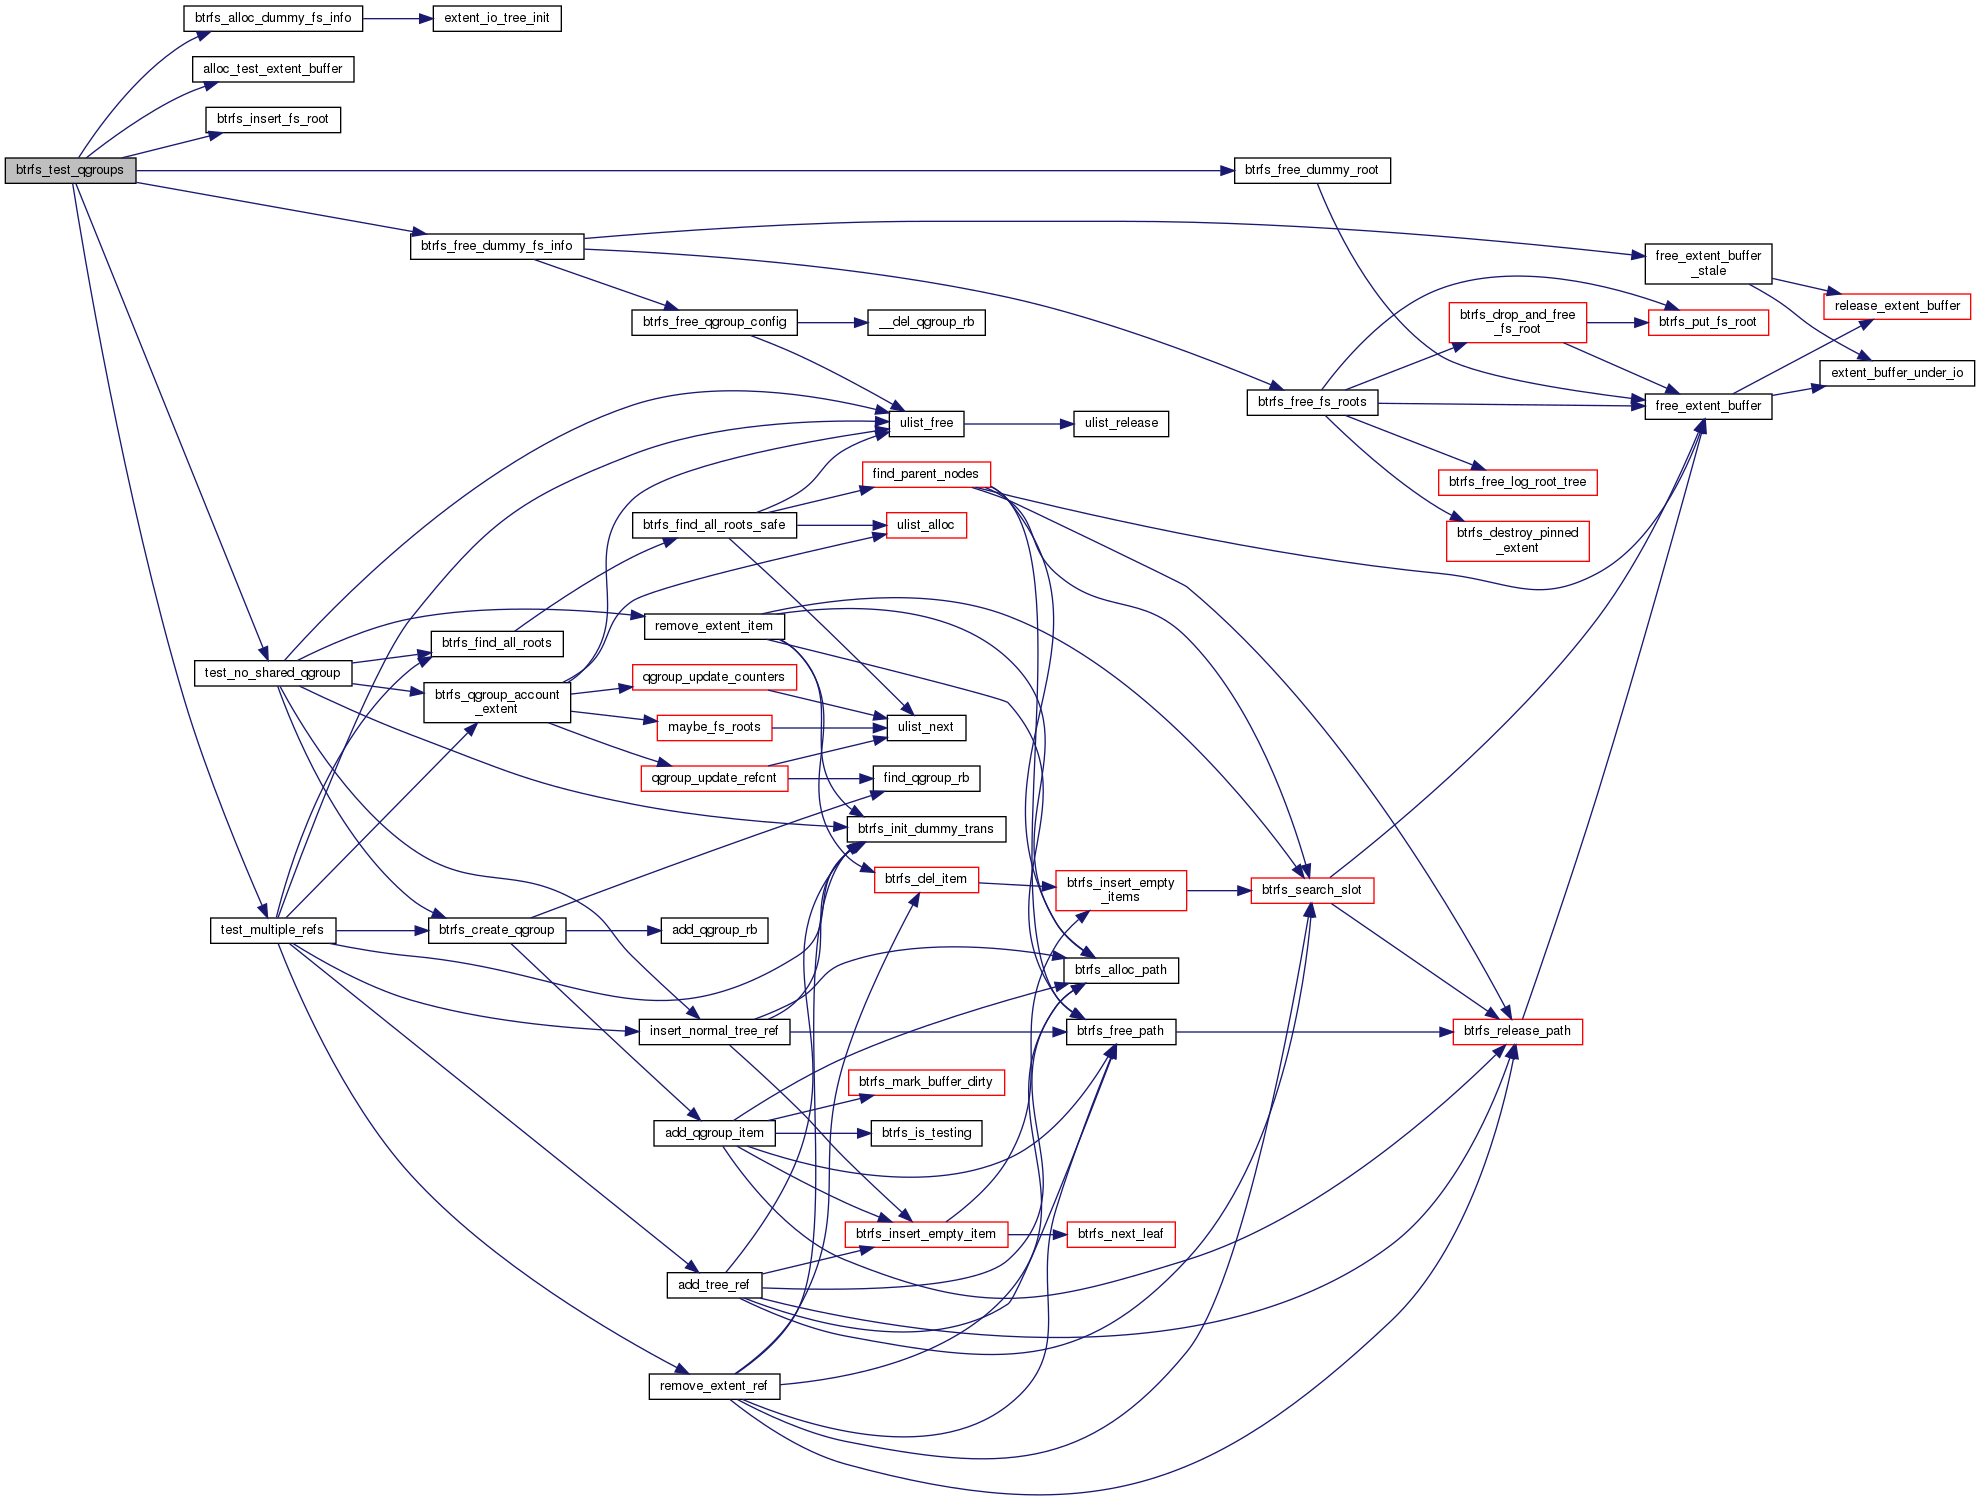 btrfs_alloc_dummy_fs_info
extent_io_tree_init
alloc_test_extent_buffer
btrfs_insert_fs_root
btrfs_test_qgroups
btrfs_free_dummy_root
btrfs_free_dummy_fs_info
free_extent_buffer
_stale
release_extent_buffer
btrfs_free_qgroup_config
__del_qgroup_rb
btrfs_drop_and_free
_fs_root
btrfs_put_fs_root
extent_buffer_under_io
btrfs_free_fs_roots
free_extent_buffer
ulist_free
ulist_release
find_parent_nodes
btrfs_free_log_root_tree
btrfs_find_all_roots_safe
ulist_alloc
btrfs_destroy_pinned
_extent
remove_extent_item
btrfs_find_all_roots
test_no_shared_qgroup
qgroup_update_counters
btrfs_qgroup_account
_extent
maybe_fs_roots
ulist_next
qgroup_update_refcnt
find_qgroup_rb
btrfs_init_dummy_trans
btrfs_del_item
btrfs_insert_empty
_items
btrfs_search_slot
test_multiple_refs
btrfs_create_qgroup
add_qgroup_rb
btrfs_alloc_path
insert_normal_tree_ref
btrfs_free_path
btrfs_release_path
btrfs_mark_buffer_dirty
add_qgroup_item
btrfs_is_testing
btrfs_insert_empty_item
btrfs_next_leaf
add_tree_ref
remove_extent_ref